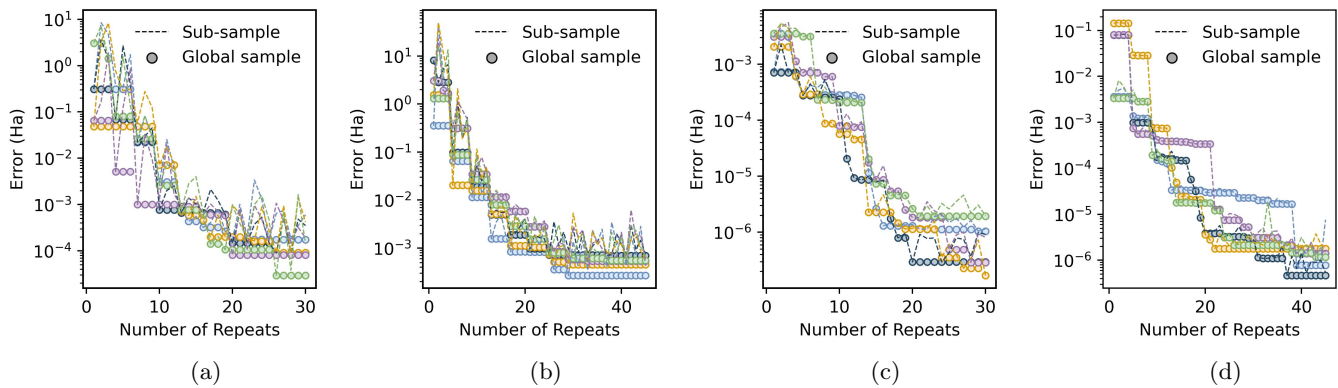 10^1
10^0
10^-1
10^-2
10^-3
10^-4
Error (Ha)
0 10 20 30
Number of Repeats
Sub-sample
Global sample
(a)
10^1
10^0
10^-1
10^-2
10^-3
Error (Ha)
0 20 40
Number of Repeats
Sub-sample
Global sample
(b)
10^-3
10^-4
10^-5
10^-6
Error (Ha)
0 10 20 30
Number of Repeats
Sub-sample
Global sample
(c)
10^-1
10^-2
10^-3
10^-4
10^-5
10^-6
Error (Ha)
0 20 40
Number of Repeats
Sub-sample
Global sample
(d)